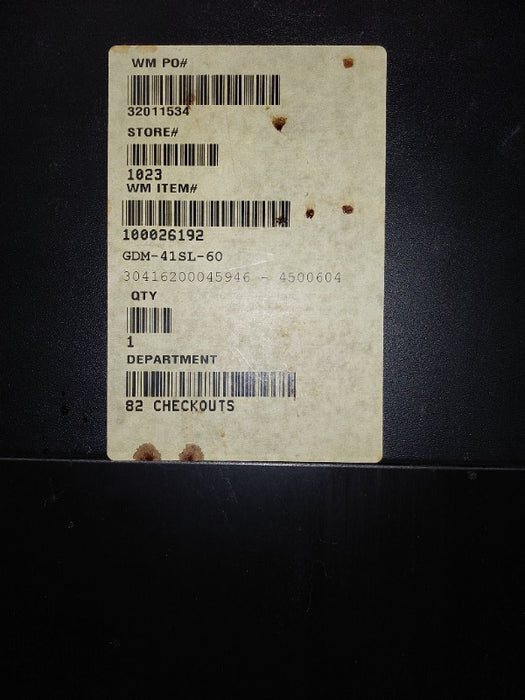 WM PO#
32011534
STORE#
1023
WM ITEM#
100026192
GDM-41SL-60
30416200045946 - 4500604
QTY
1
DEPARTMENT
82 CHECKOUTS